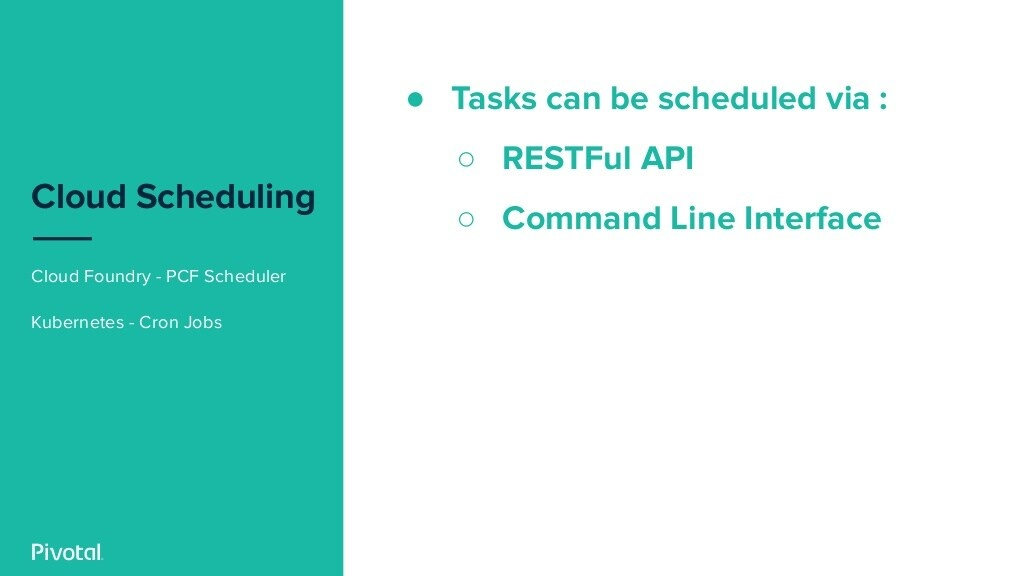 Cloud Scheduling
Cloud Foundry - PCF Scheduler
Kubernetes - Cron Jobs
Pivotal
● Tasks can be scheduled via :
○ RESTFul API
○ Command Line Interface